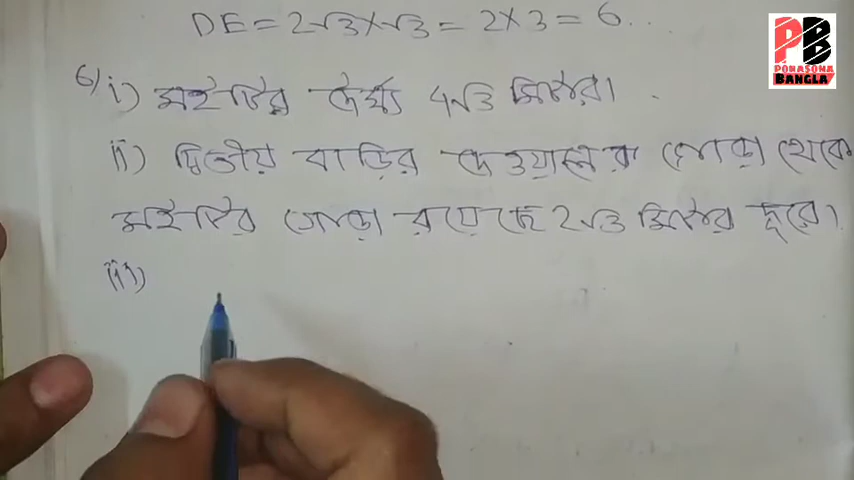 DE = 2√3×√3 = 2×3 = 6...
6) i) মইটির দৈর্ঘ্য 4√3 মিটার।
ii) দ্বিতীয় বাড়ির দেওয়ালের গোড়া থেকে
মইটির গোড়া রয়েছে 2√3 মিটার দূরে।
iii)
PB
PONASONA
BANGLA